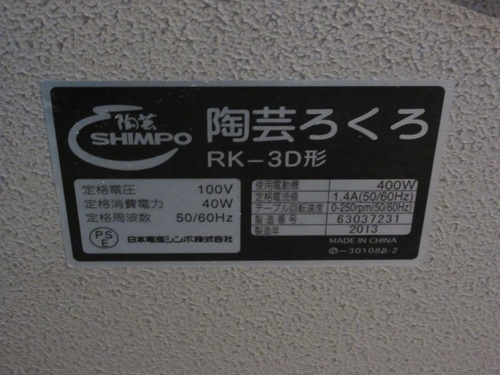 陶芸
SHIMPO
陶芸ろくろ
RK-3D形
定格電圧 100V
定格消費電力 40W
定格周波数 50/60Hz
PS
E
日本電産シンポ株式会社
使用電動機 400W
定格電流値 1.4A(50/60Hz)
テーブル回転速度 0-250rpm(50/60Hz)
製造番号 63037231
製造年 2013
MADE IN CHINA
-301088-2